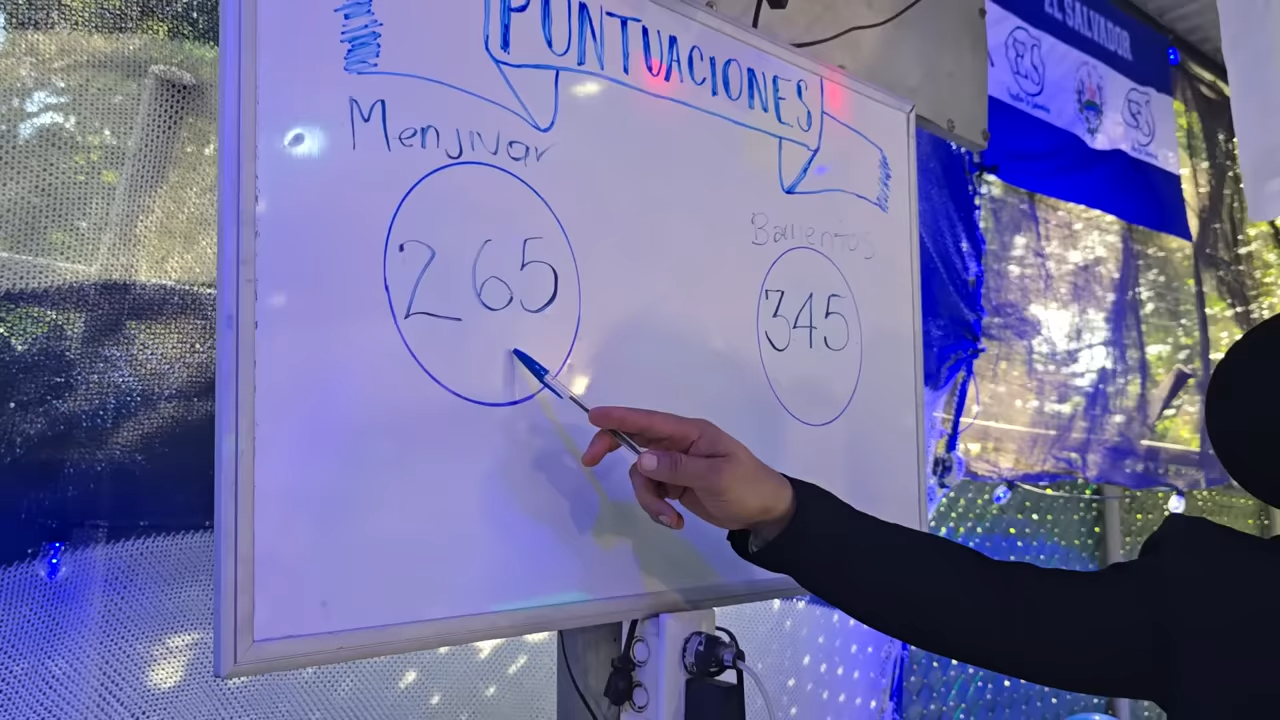 PUNTUACIONES
Menjivar
265
Barrientos
345
EL SALVADOR